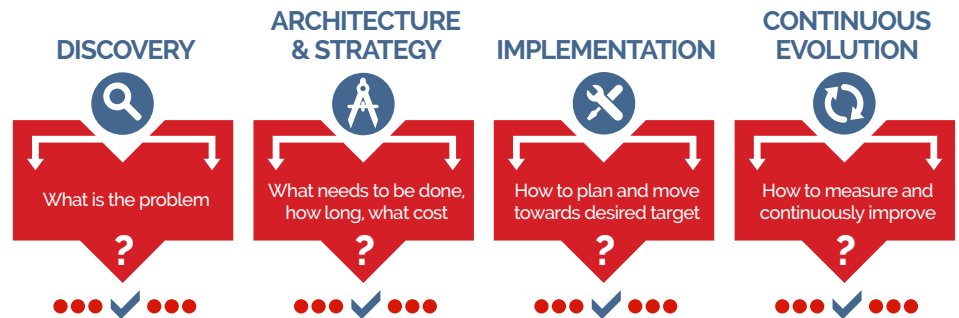 DISCOVERY
What is the problem
?
ARCHITECTURE
& STRATEGY
What needs to be done,
how long, what cost
?
IMPLEMENTATION
How to plan and move
towards desired target
?
CONTINUOUS
EVOLUTION
How to measure and
continuously improve
?